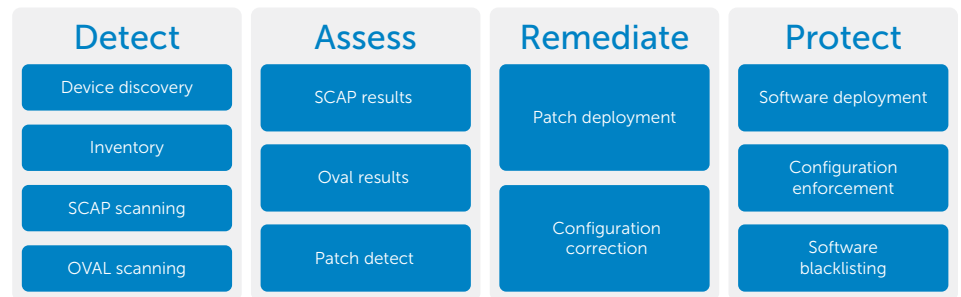 Detect
Device discovery
Inventory
SCAP scanning
OVAL scanning
Assess
SCAP results
Oval results
Patch detect
Remediate
Patch deployment
Configuration
correction
Protect
Software deployment
Configuration
enforcement
Software
blacklisting